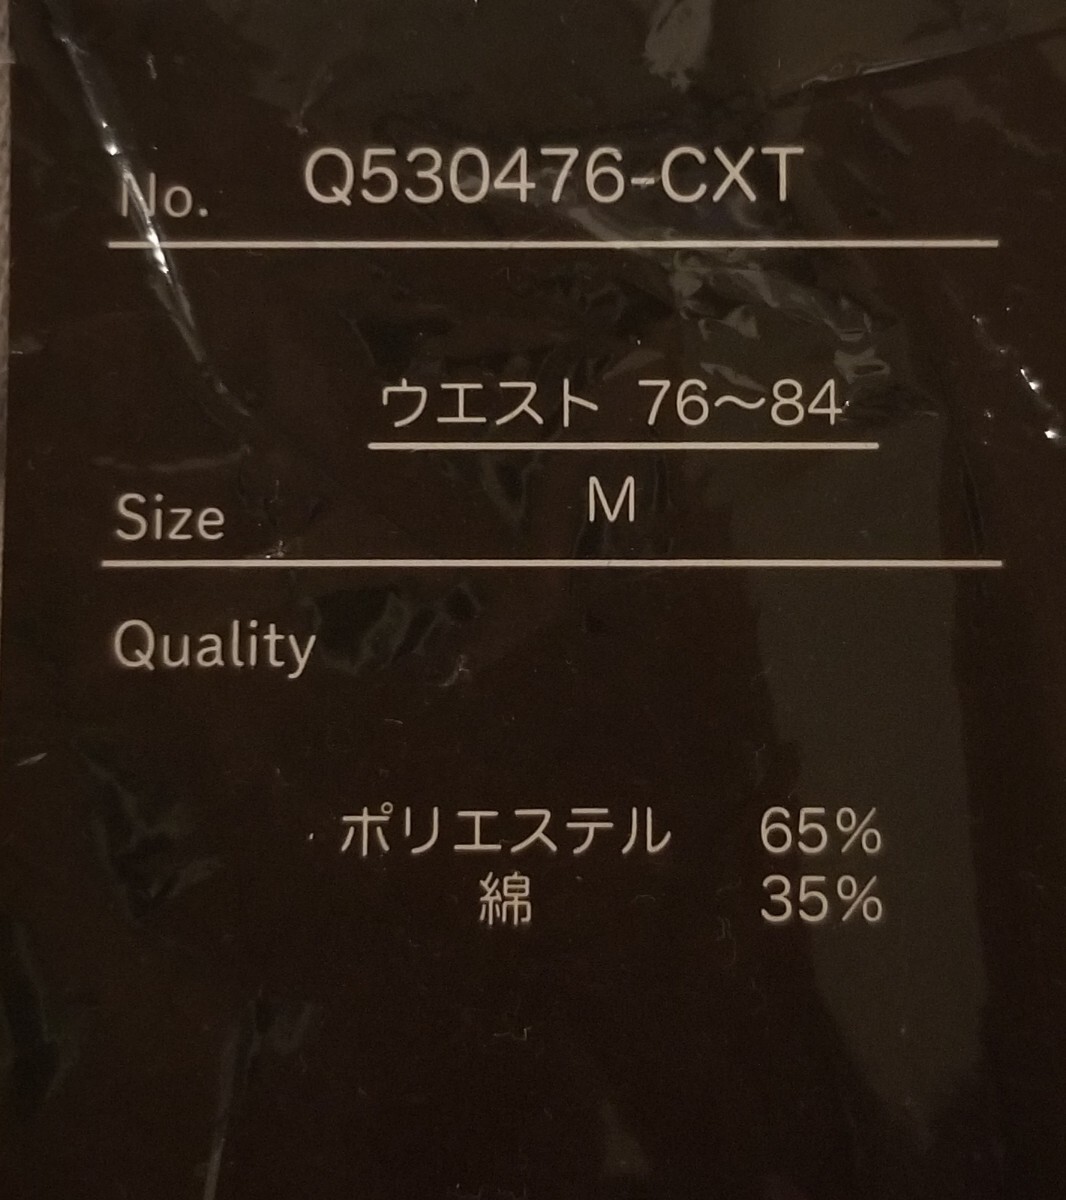 No. Q530476-CXT
ウエスト 76〜84
Size M
Quality
ポリエステル 65%
綿 35%